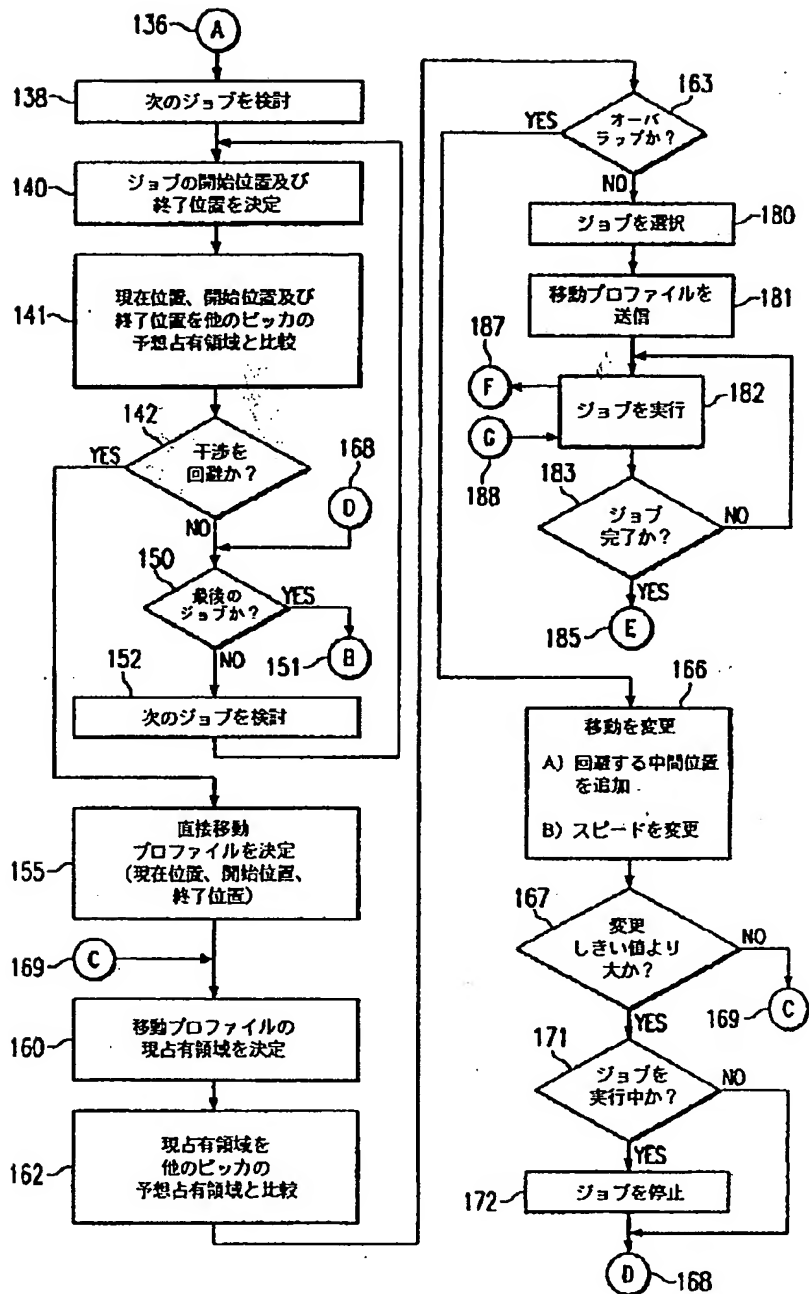 136
A
138
次のジョブを検討
140
ジョブの開始位置及び
終了位置を決定
141
現在位置、開始位置及び
終了位置を他のピッカの
予想占有領域と比較
142
干渉を
回避か?
YES
NO
168
D
150
最後の
ジョブか?
YES
NO
151
B
152
次のジョブを検討
155
直接移動
プロファイルを決定
(現在位置、開始位置、
終了位置)
169
C
160
移動プロファイルの
現占有領域を決定
162
現占有領域を
他のピッカの
予想占有領域と比較
163
オーバ
ラップか?
YES
NO
ジョブを選択
180
移動プロファイルを
送信
181
187
F
ジョブを実行
182
G
188
183
ジョブ
完了か?
NO
YES
185
E
166
移動を変更
A) 回避する中間位置
を追加
B) スピードを変更
167
変更
しきい値より
大か?
NO
YES
C
169
171
ジョブを
実行中か?
NO
YES
172
ジョブを停止
D
168